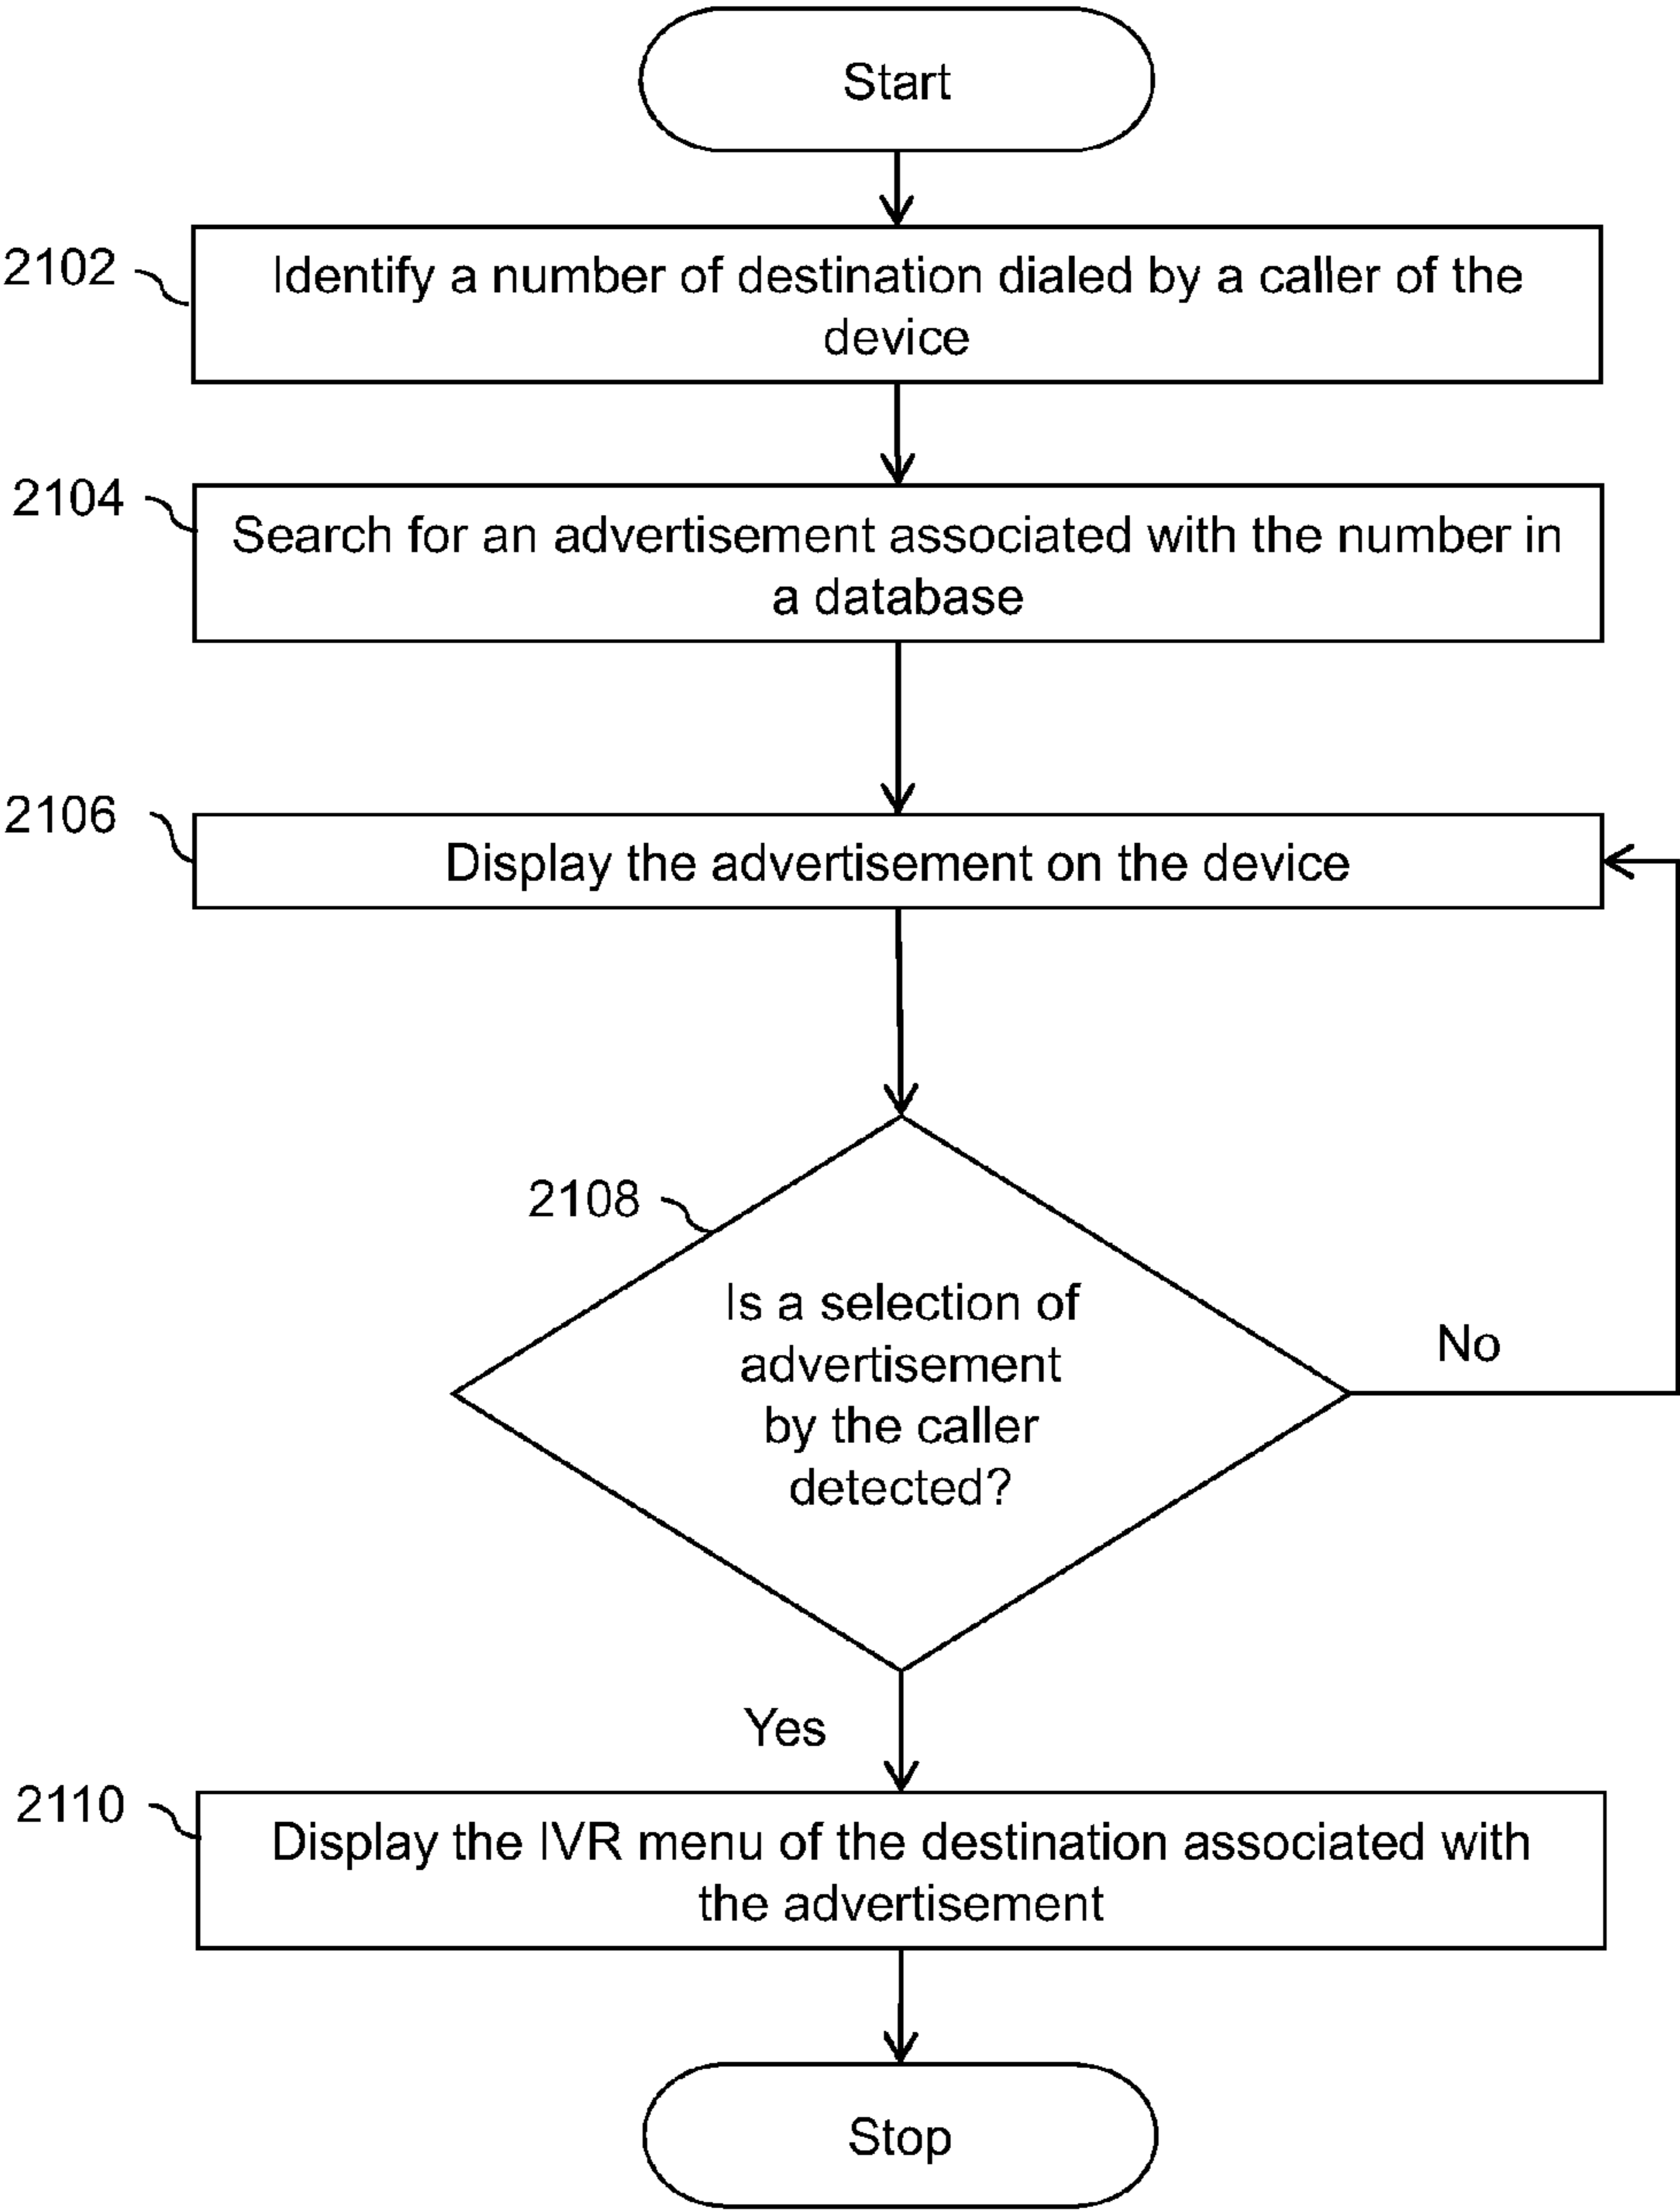 Start
2102
Identify a number of destination dialed by a caller of the
device
2104
Search for an advertisement associated with the number in
a database
2106
Display the advertisement on the device
2108
Is a selection of
advertisement
by the caller
detected?
No
Yes
2110
Display the IVR menu of the destination associated with
the advertisement
Stop